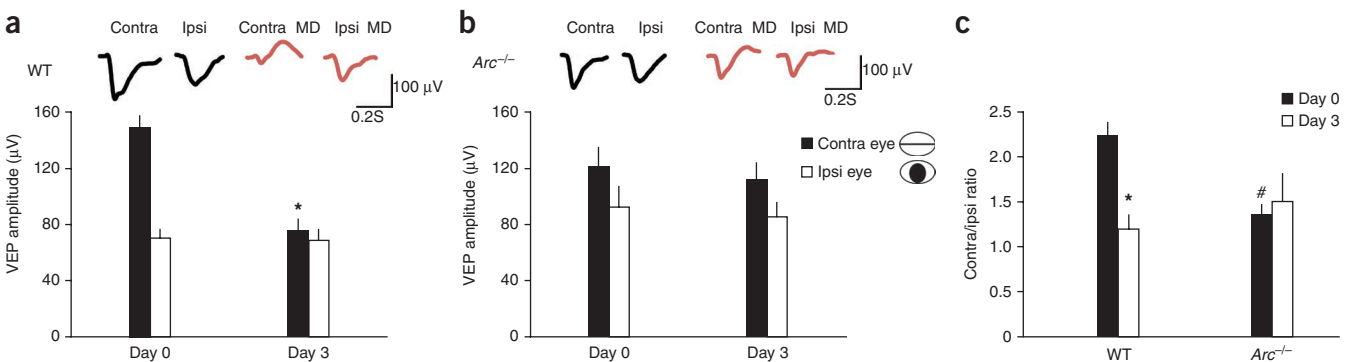 a
Contra Ipsi Contra MD Ipsi MD
WT
100 μV
0.2S
VEP amplitude (μV)
160
120
80
40
0
*
Day 0 Day 3
b
Contra Ipsi Contra MD Ipsi MD
Arc–/–
100 μV
0.2S
VEP amplitude (μV)
160
120
80
40
0
Contra eye
Ipsi eye
Day 0 Day 3
c
Day 0
Day 3
Contra/ipsi ratio
2.5
2.0
1.5
1.0
0.5
0
*
#
WT Arc–/–